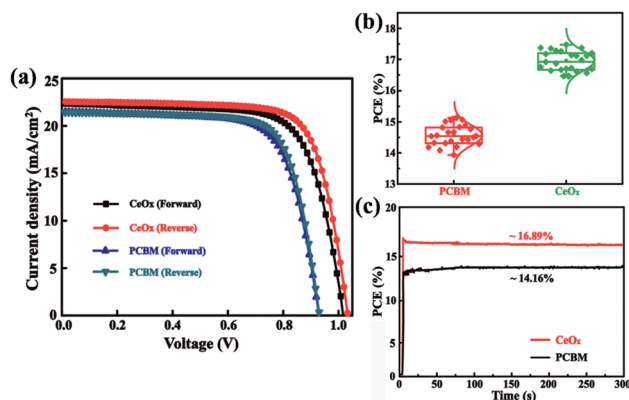 (a)
25
20
15
10
5
0
Current density (mA/cm²)
CeOx (Forward)
CeOx (Reverse)
PCBM (Forward)
PCBM (Reverse)
0.0 0.2 0.4 0.6 0.8 1.0
Voltage (V)
(b)
18
17
16
15
14
13
PCE (%)
PCBM CeOx
(c)
20
15
10
5
0
PCE (%)
~ 16.89%
~ 14.16%
CeOx
PCBM
0 50 100 150 200 250 300
Time (s)